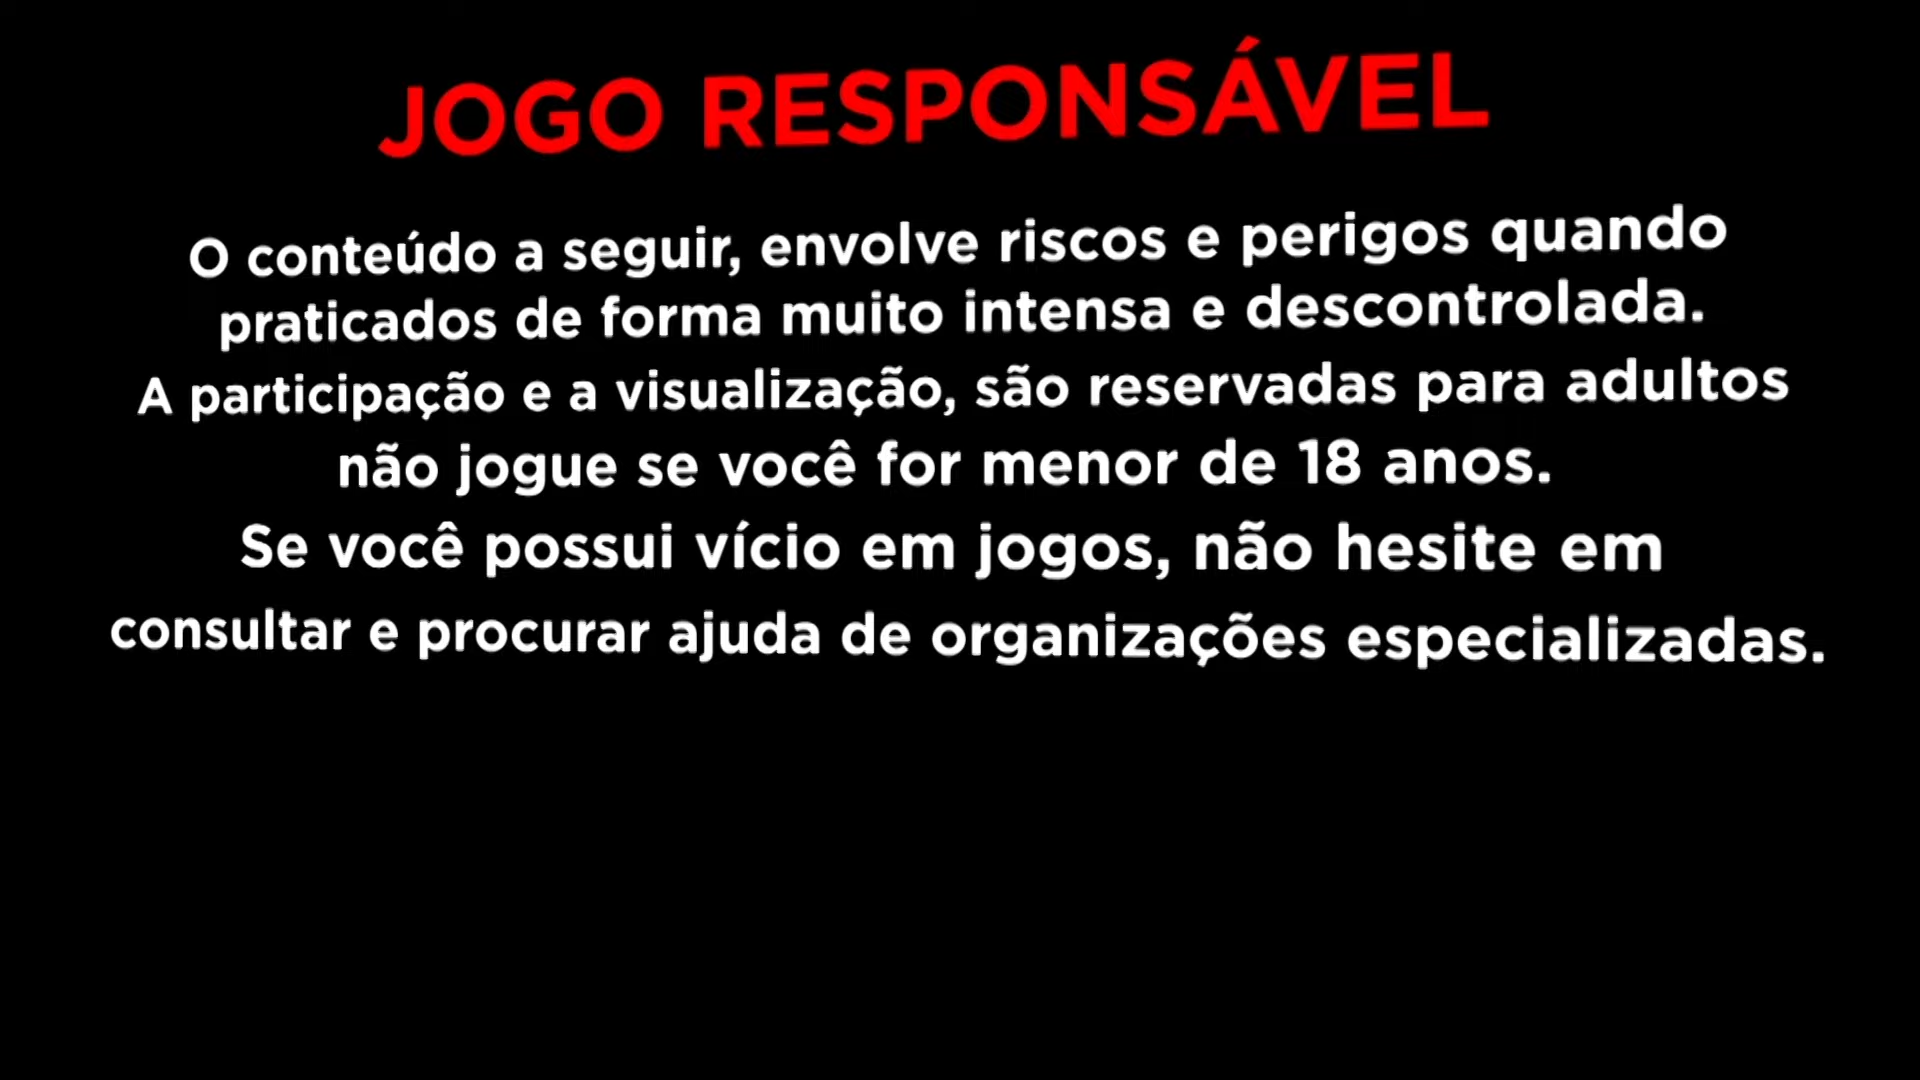 JOGO RESPONSÁVEL
O conteúdo a seguir, envolve riscos e perigos quando
praticados de forma muito intensa e descontrolada.
A participação e a visualização, são reservadas para adultos
não jogue se você for menor de 18 anos.
Se você possui vício em jogos, não hesite em
consultar e procurar ajuda de organizações especializadas.